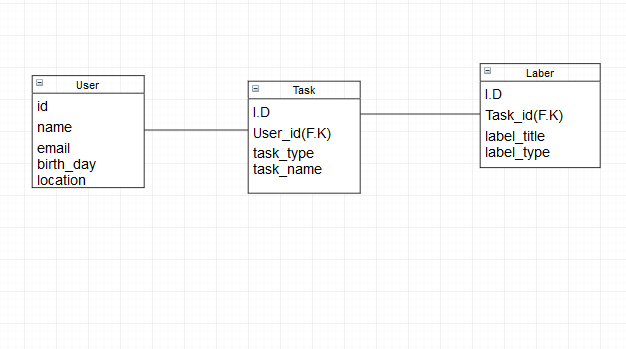 User
id
name
email
birth_day
location
Task
I.D
User_id(F.K)
task_type
task_name
Laber
I.D
Task_id(F.K)
label_title
label_type